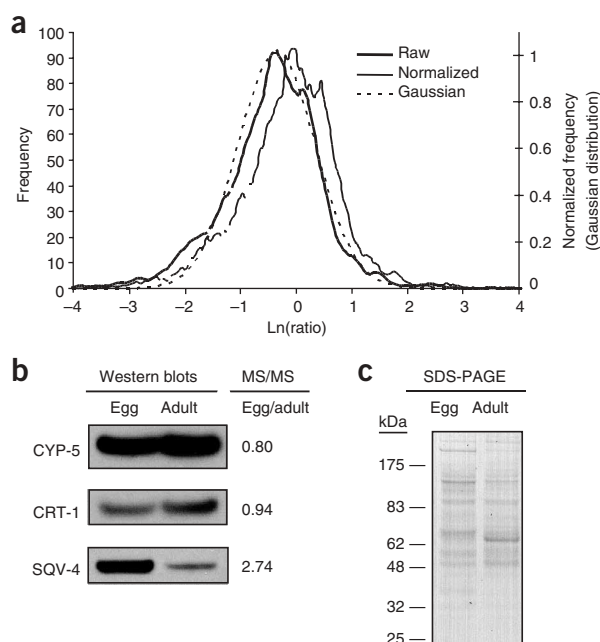 a
100
90
80
70
60
50
40
30
20
10
0
Frequency
–4 –3 –2 –1 0 1 2 3 4
Ln(ratio)
Raw
Normalized
Gaussian
1
0.8
0.6
0.4
0.2
0
Normalized frequency
(Gaussian distribution)
b
Western blots MS/MS
Egg Adult Egg/adult
CYP-5 0.80
CRT-1 0.94
SQV-4 2.74
c
SDS-PAGE
Egg Adult
kDa
175
83
62
48
32
25